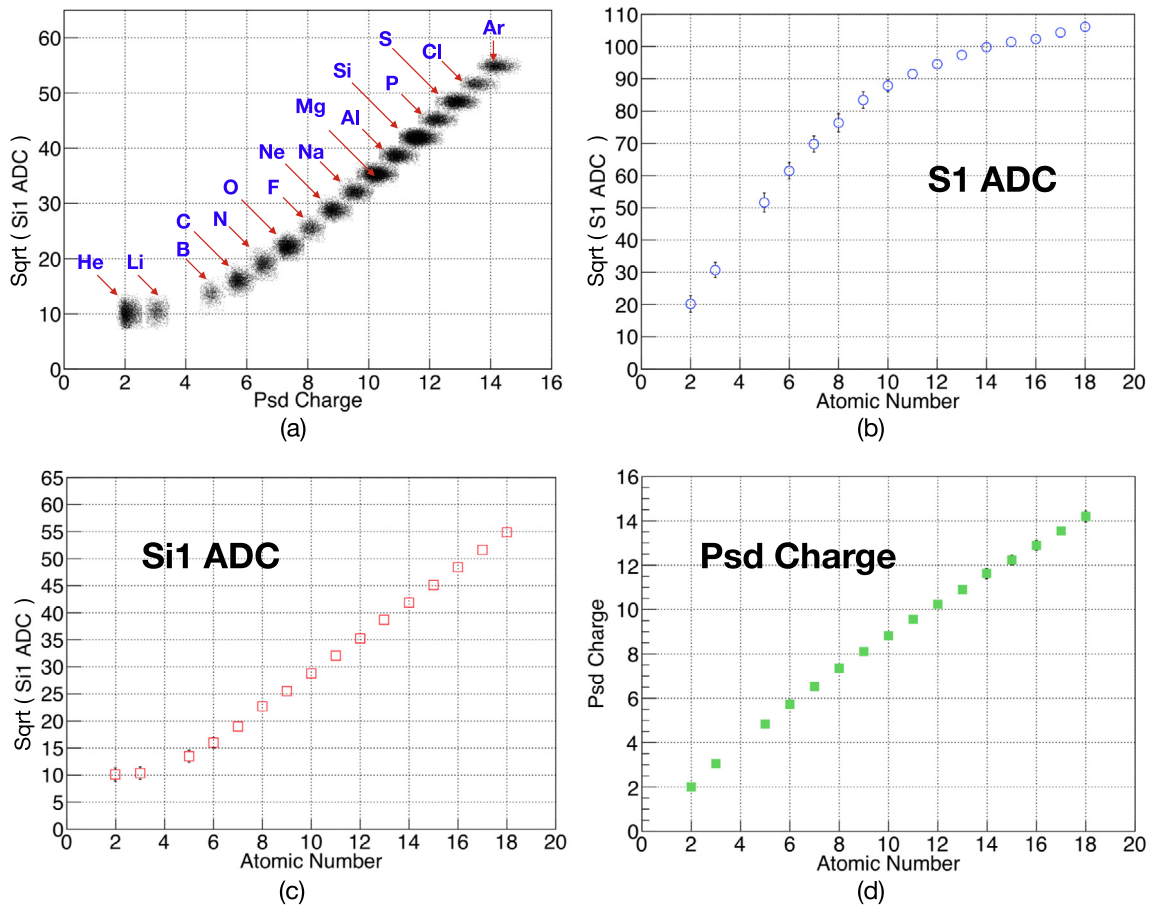 60
50
40
30
20
10
0
Sqrt ( Si1 ADC )
He
Li
B
C
N
O
F
Ne
Na
Mg
Al
Si
P
S
Cl
Ar
0 2 4 6 8 10 12 14 16
Psd Charge
(a)
110
100
90
80
70
60
50
40
30
20
10
0
Sqrt ( S1 ADC )
S1 ADC
0 2 4 6 8 10 12 14 16 18 20
Atomic Number
(b)
65
60
55
50
45
40
35
30
25
20
15
10
5
0
Sqrt ( Si1 ADC )
Si1 ADC
0 2 4 6 8 10 12 14 16 18 20
Atomic Number
(c)
16
14
12
10
8
6
4
2
0
Psd Charge
Psd Charge
0 2 4 6 8 10 12 14 16 18 20
Atomic Number
(d)